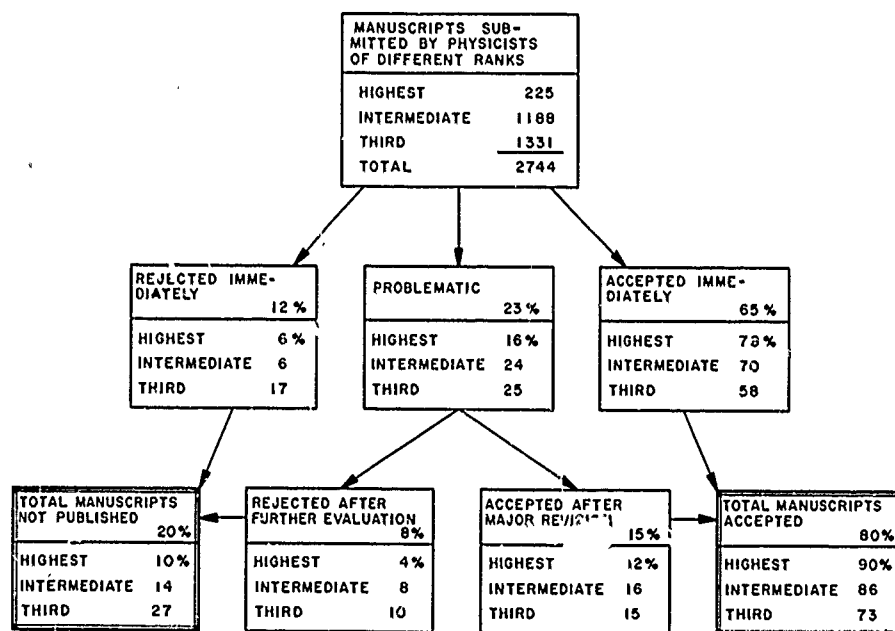 MANUSCRIPTS SUB-
MITTED BY PHYSICISTS
OF DIFFERENT RANKS
HIGHEST 225
INTERMEDIATE 1188
THIRD 1331
TOTAL 2744
REJECTED IMME-
DIATELY
12%
HIGHEST 6%
INTERMEDIATE 6
THIRD 17
PROBLEMATIC
23%
HIGHEST 16%
INTERMEDIATE 24
THIRD 25
ACCEPTED IMME-
DIATELY
65%
HIGHEST 78%
INTERMEDIATE 70
THIRD 58
TOTAL MANUSCRIPTS
NOT PUBLISHED
20%
HIGHEST 10%
INTERMEDIATE 14
THIRD 27
REJECTED AFTER
FURTHER EVALUATION
8%
HIGHEST 4%
INTERMEDIATE 8
THIRD 10
ACCEPTED AFTER
MAJOR REVISION
15%
HIGHEST 12%
INTERMEDIATE 16
THIRD 15
TOTAL MANUSCRIPTS
ACCEPTED
80%
HIGHEST 90%
INTERMEDIATE 86
THIRD 73